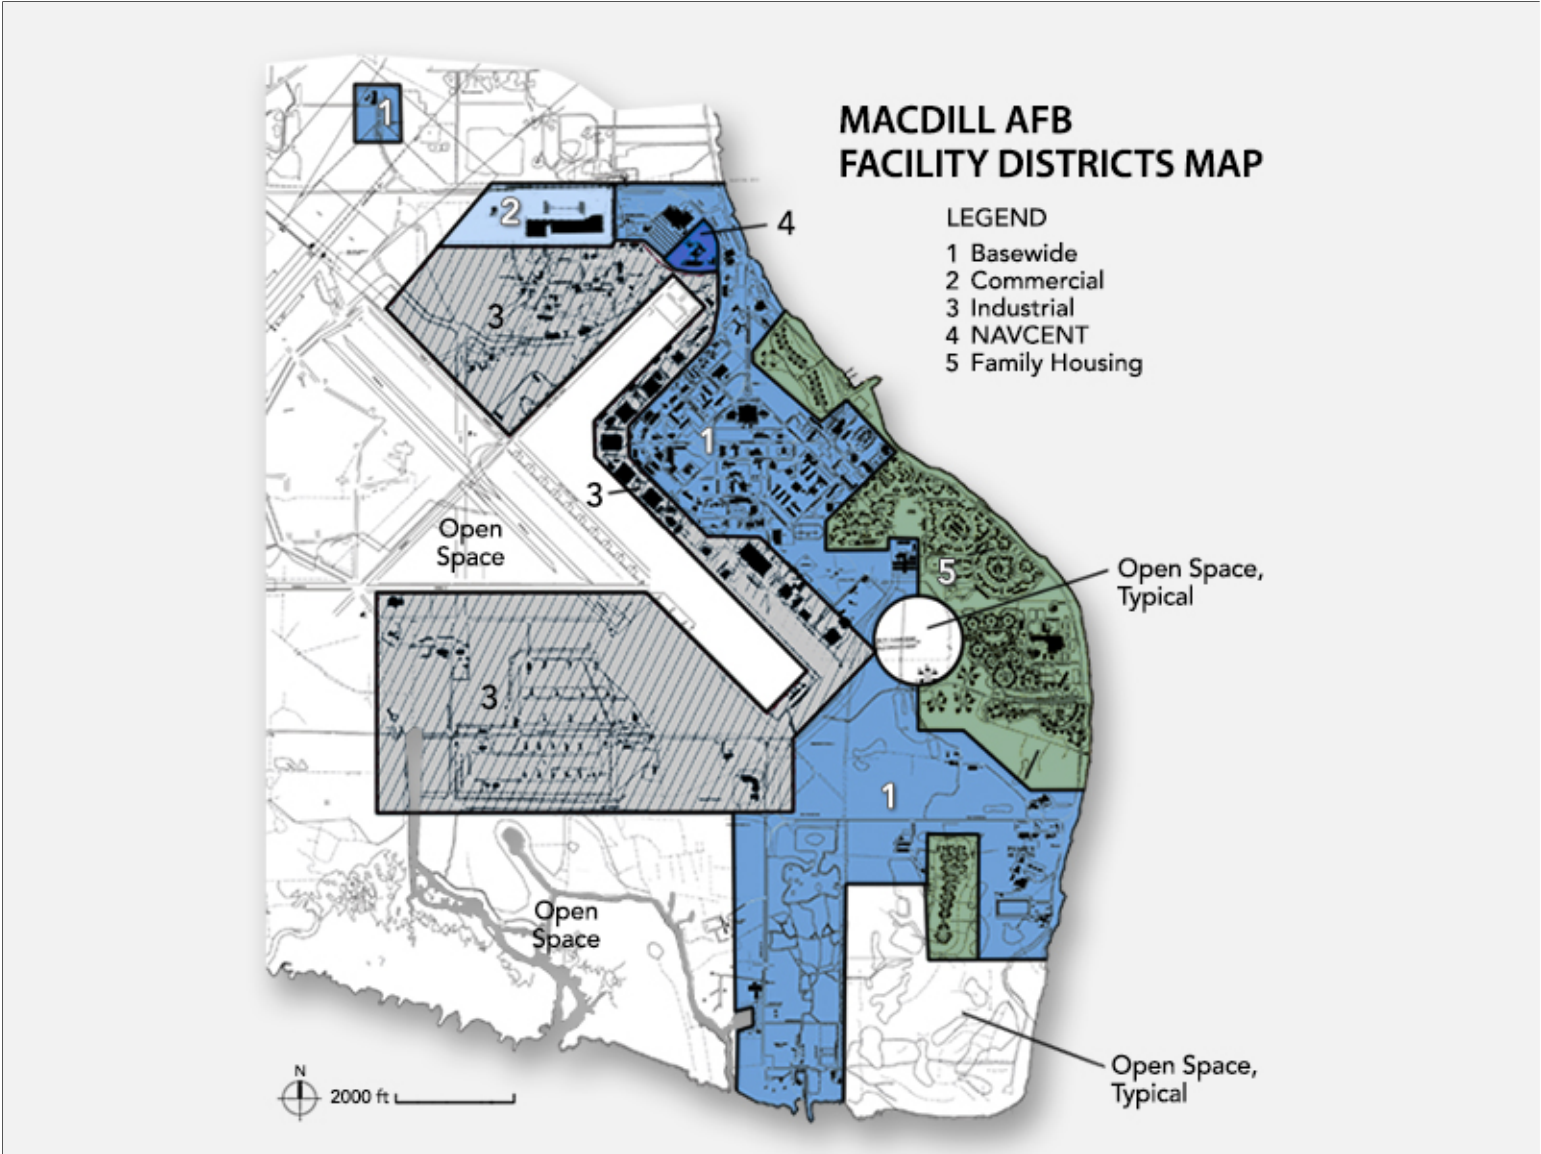 MACDILL AFB
FACILITY DISTRICTS MAP
LEGEND
1 Basewide
2 Commercial
3 Industrial
4 NAVCENT
5 Family Housing
1
2
4
3
1
3
Open
Space
5
Open Space,
Typical
3
1
Open
Space
Open Space,
Typical
N
2000 ft